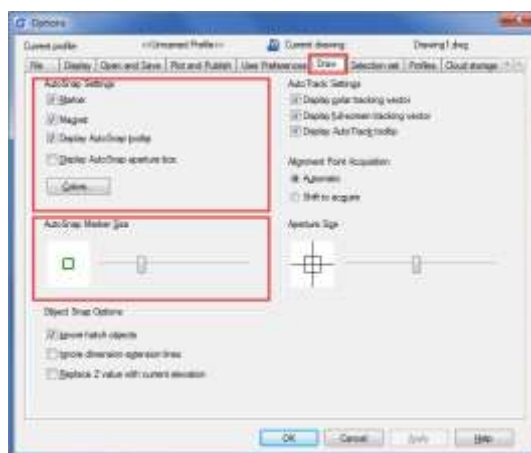 Options
Current profile: <<Unnamed Profile>> Current drawing: Drawing1.dwg
File Display Open and Save Plot and Publish User Preferences Draw Selection set Profiles Cloud storage
AutoSnap Settings
Marker
Magnet
Display AutoSnap tooltip
Display AutoSnap aperture box
Colors...
AutoTrack Settings
Display polar tracking vector
Display full-screen tracking vector
Display AutoTrack tooltip
Alignment Point Acquisition
Automatic
Shift to acquire
AutoSnap Marker Size
Aperture Size
Object Snap Options
Ignore hatch objects
Ignore dimension extension lines
Replace Z value with current elevation
OK Cancel Apply Help